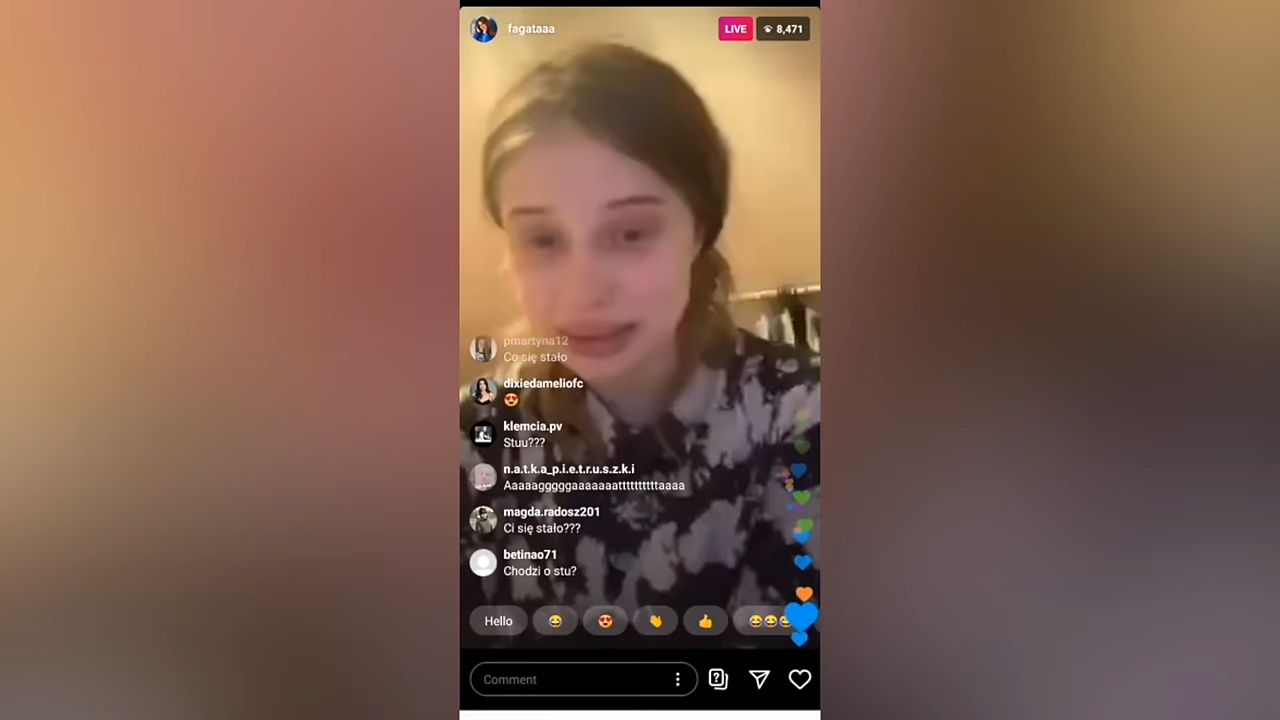 fagataaa
LIVE
8,471
pmartyna12
Co się stało
dixiedameliofc
😍
klemcia.pv
Stuu???
n.a.t.k.a_p.i.e.t.r.u.s.z.k.i
Aaaaagggggaaaaaaattttttttttaaaa
magda.radosz201
Ci się stało???
betinao71
Chodzi o stu?
Hello 😂 😍 👏 👍 😂😂😂
Comment